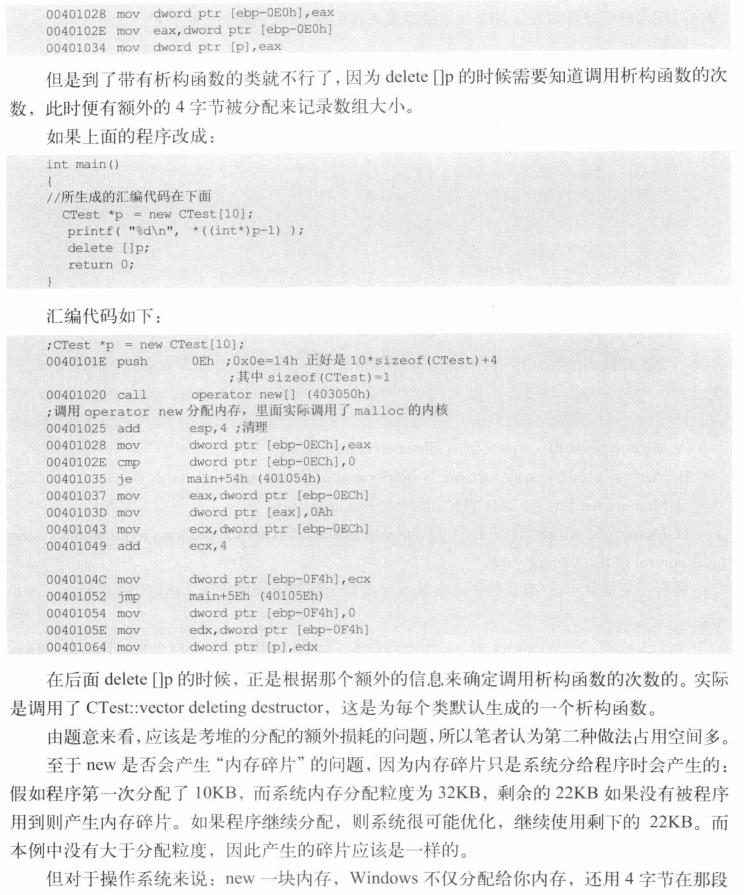 00401028 mov dword ptr [ebp-0E0h],eax
0040102E mov eax,dword ptr [ebp-0E0h]
00401034 mov dword ptr [p],eax
但是到了带有析构函数的类就不行了，因为 delete []p 的时候需要知道调用析构函数的次
数，此时便有额外的 4 字节被分配来记录数组大小。
如果上面的程序改成：
int main()
{
//所生成的汇编代码在下面
CTest *p = new CTest[10];
printf( "%d\n", *((int*)p-1) );
delete []p;
return 0;
}
汇编代码如下：
;CTest *p = new CTest[10];
0040101E push 0Eh ;0x0e=14h 正好是 10*sizeof(CTest)+4
;其中 sizeof(CTest)=1
00401020 call operator new[] (403050h)
;调用 operator new 分配内存，里面实际调用了 malloc 的内核
00401025 add esp,4 ;清理
00401028 mov dword ptr [ebp-0ECh],eax
0040102E cmp dword ptr [ebp-0ECh],0
00401035 je main+54h (401054h)
00401037 mov eax,dword ptr [ebp-0ECh]
0040103D mov dword ptr [eax],0Ah
00401043 mov ecx,dword ptr [ebp-0ECh]
00401049 add ecx,4
0040104C mov dword ptr [ebp-0F4h],ecx
00401052 jmp main+5Eh (40105Eh)
00401054 mov dword ptr [ebp-0F4h],0
0040105E mov edx,dword ptr [ebp-0F4h]
00401064 mov dword ptr [p],edx
在后面 delete []p 的时候，正是根据那个额外的信息来确定调用析构函数的次数的。实际
是调用了 CTest::vector deleting destructor，这是为每个类默认生成的一个析构函数。
由题意来看，应该是考堆的分配的额外损耗的问题，所以笔者认为第二种做法占用空间多。
至于 new 是否会产生“内存碎片”的问题，因为内存碎片只是系统分给程序时会产生的：
假如程序第一次分配了 10KB，而系统内存分配粒度为 32KB，剩余的 22KB 如果没有被程序
用到则产生内存碎片。如果程序继续分配，则系统很可能优化，继续使用剩下的 22KB。而
本例中没有大于分配粒度，因此产生的碎片应该是一样的。
但对于操作系统来说：new 一块内存，Windows 不仅分配给你内存，还用 4 字节在那段